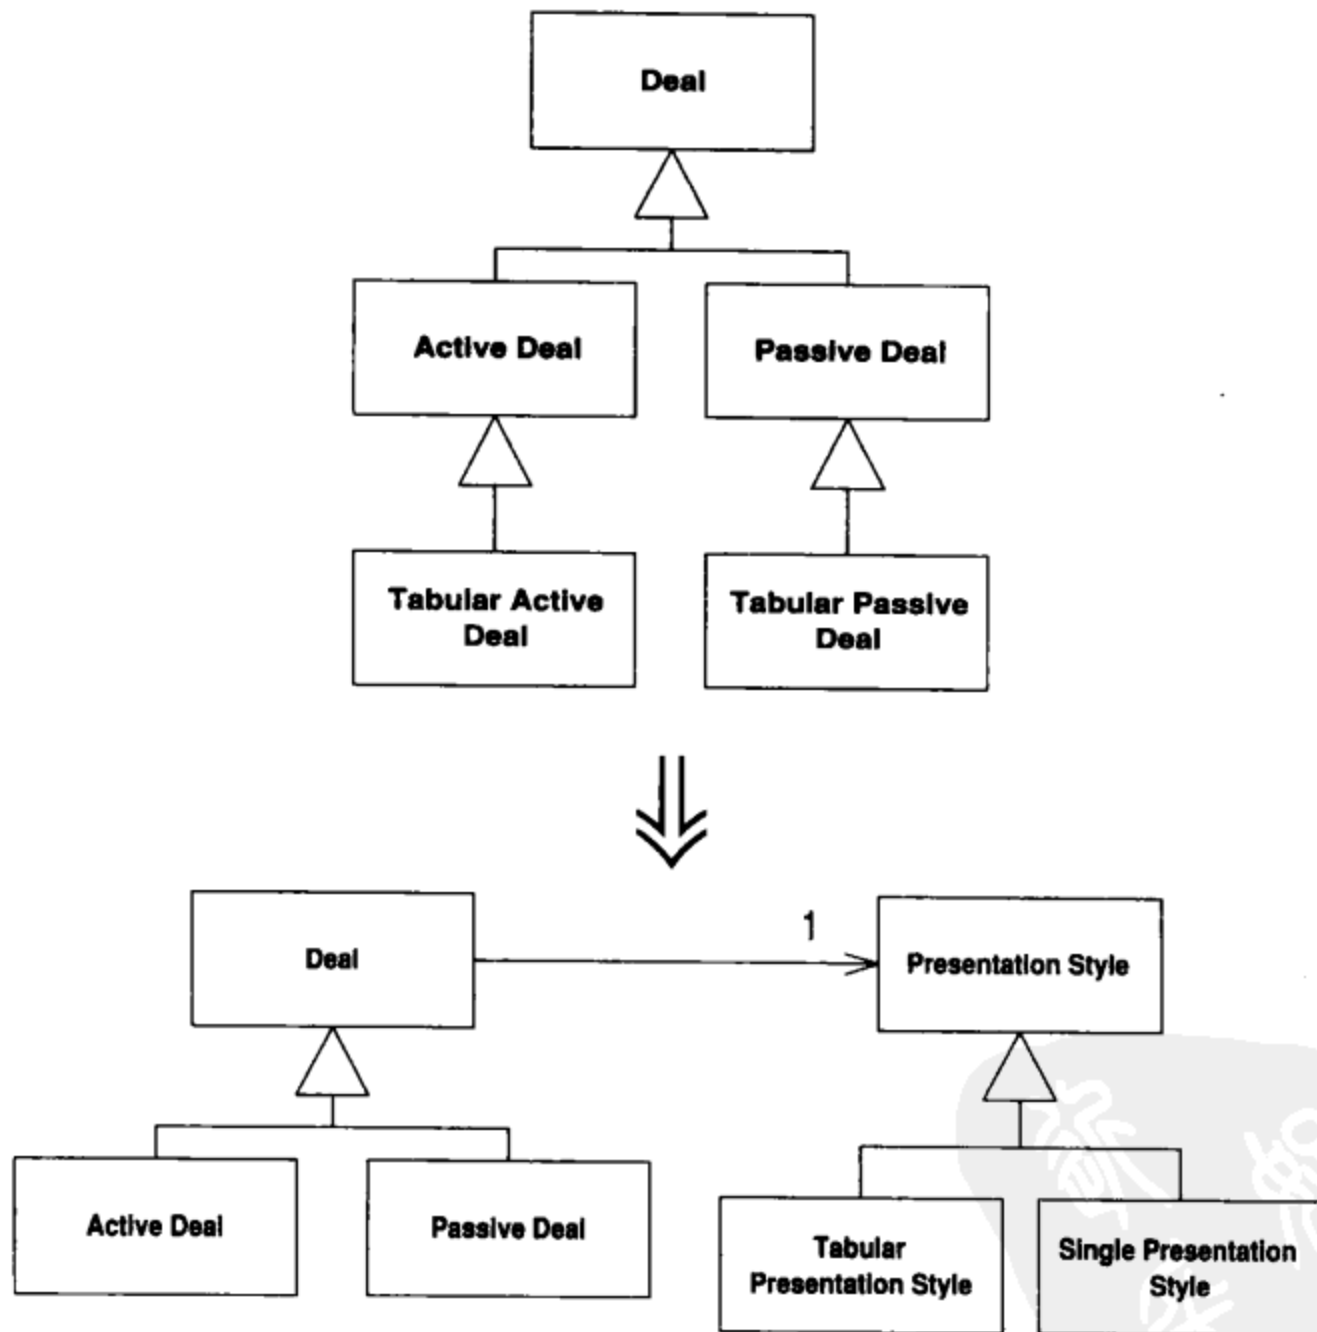 Deal
Active Deal
Passive Deal
Tabular Active
Deal
Tabular Passive
Deal
1
Deal
Presentation Style
Active Deal
Passive Deal
Tabular
Presentation Style
Single Presentation
Style